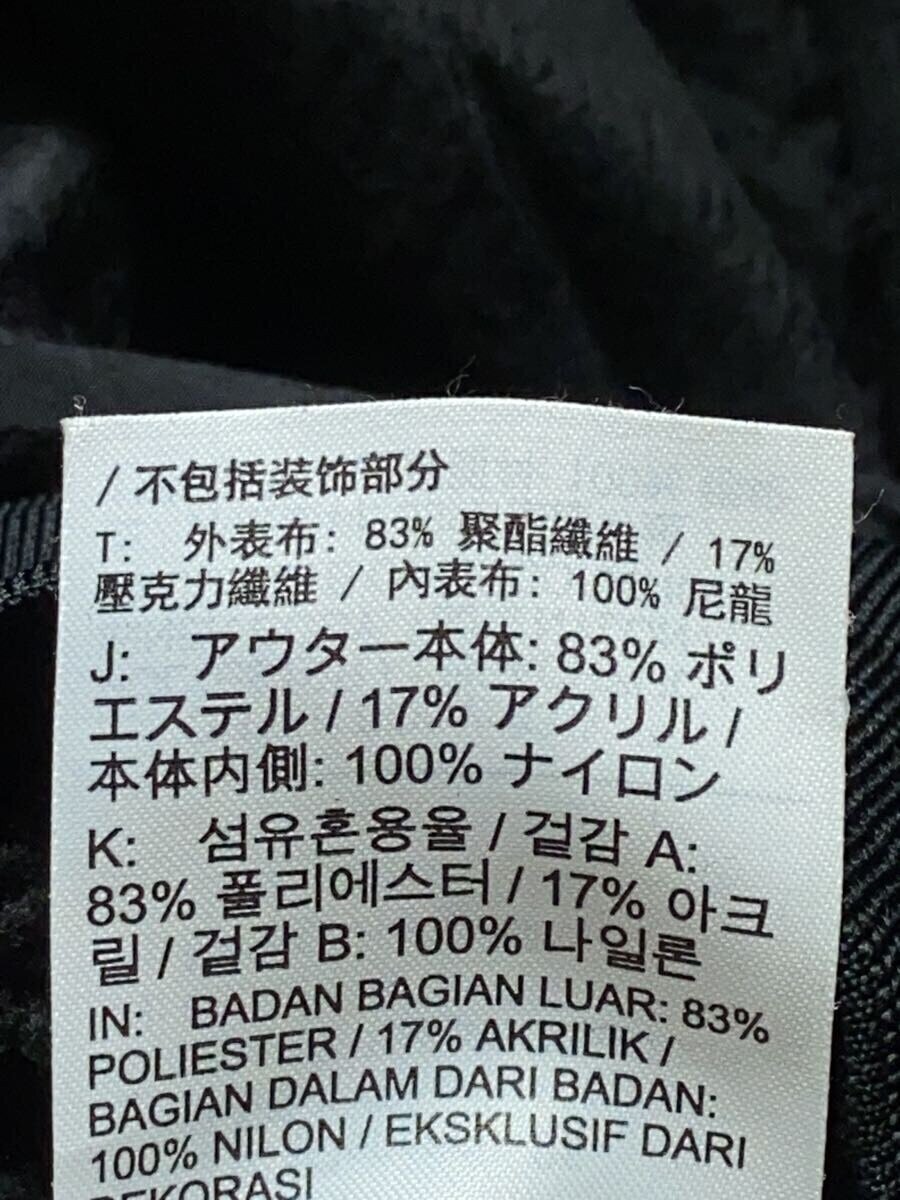 / 不包括装饰部分
T: 外表布: 83% 聚酯纖維 / 17%
壓克力纖維 / 內表布: 100% 尼龍
J: アウター本体: 83% ポリ
エステル / 17% アクリル /
本体内側: 100% ナイロン
K: 섬유혼용율 / 겉감 A:
83% 폴리에스터 / 17% 아크
릴 / 겉감 B: 100% 나일론
IN: BADAN BAGIAN LUAR: 83%
POLIESTER / 17% AKRILIK /
BAGIAN DALAM DARI BADAN:
100% NILON / EKSKLUSIF DARI
DEKORASI